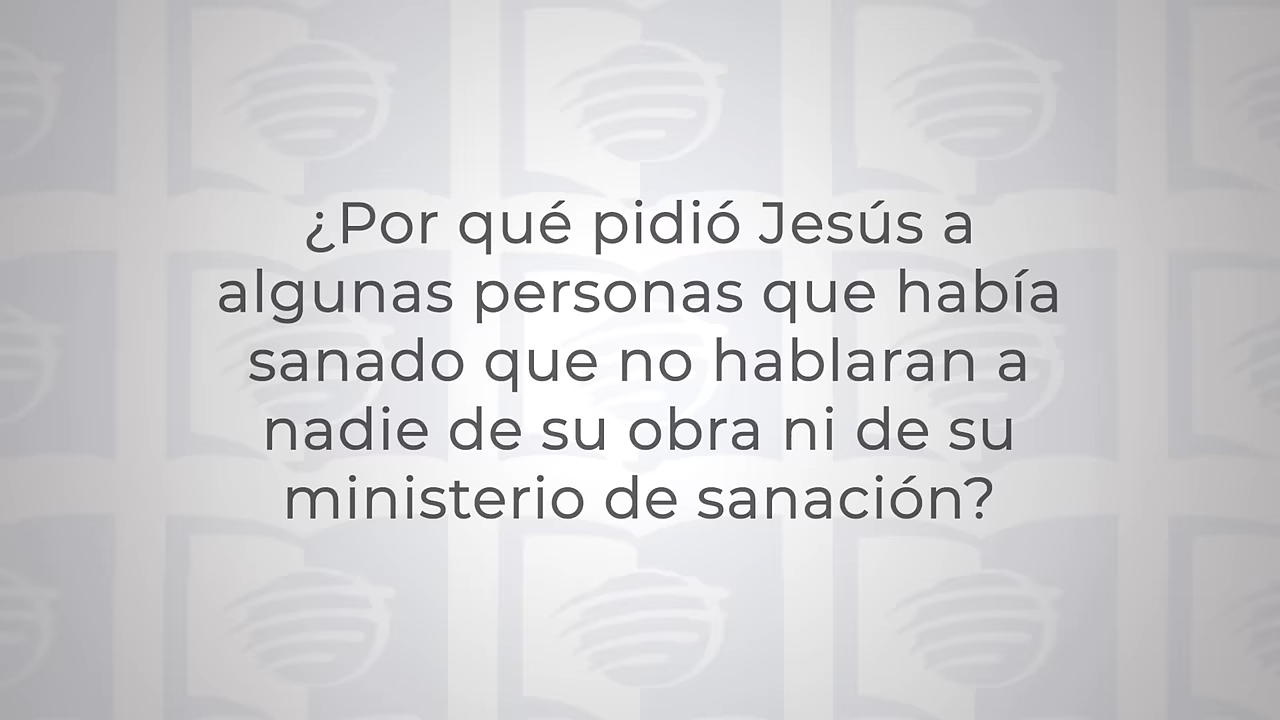 ¿Por qué pidió Jesús a
algunas personas que había
sanado que no hablaran a
nadie de su obra ni de su
ministerio de sanación?